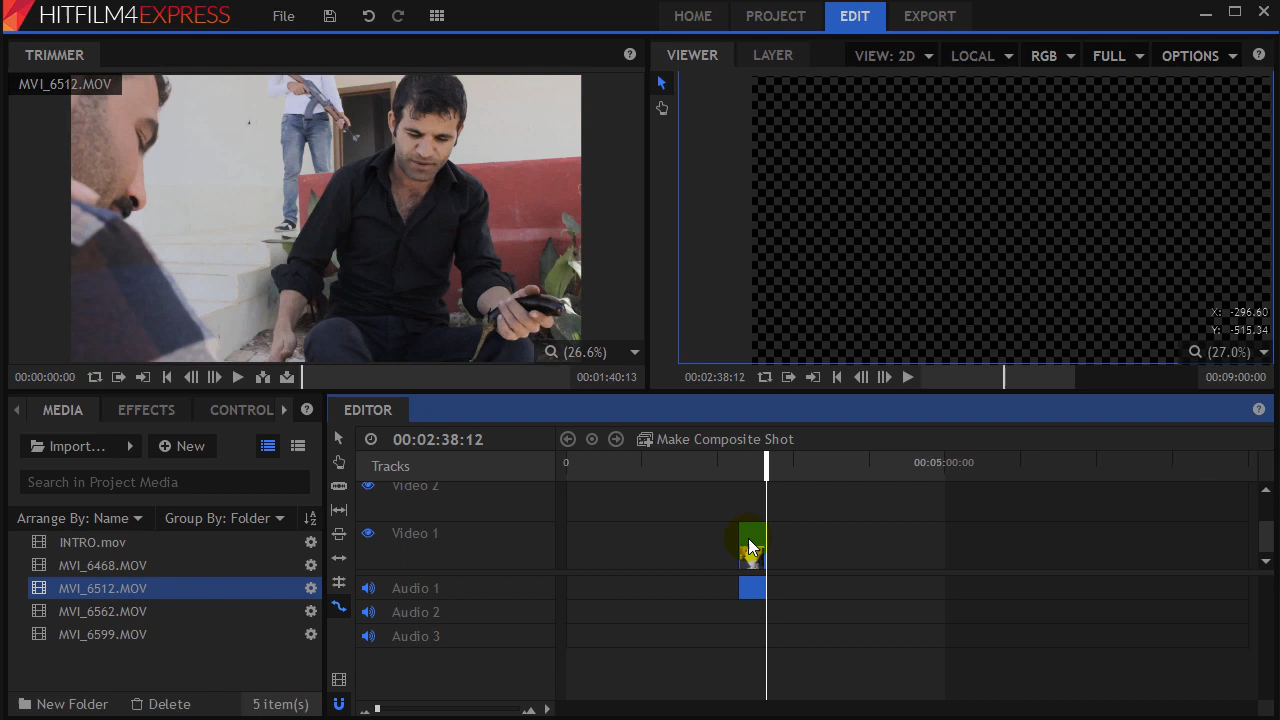 HITFILM4EXPRESS
File
HOME
PROJECT
EDIT
EXPORT
TRIMMER
MVI_6512.MOV
(26.6%)
00:00:00:00
00:01:40:13
VIEWER
LAYER
VIEW: 2D
LOCAL
RGB
FULL
OPTIONS
X: -296.60
Y: -515.34
(27.0%)
00:02:38:12
00:09:00:00
MEDIA
EFFECTS
CONTROL
Import...
New
Search in Project Media
Arrange By: Name
Group By: Folder
INTRO.mov
MVI_6468.MOV
MVI_6512.MOV
MVI_6562.MOV
MVI_6599.MOV
New Folder
Delete
5 item(s)
EDITOR
00:02:38:12
Make Composite Shot
Tracks
0
00:05:00:00
Video 2
Video 1
Audio 1
Audio 2
Audio 3